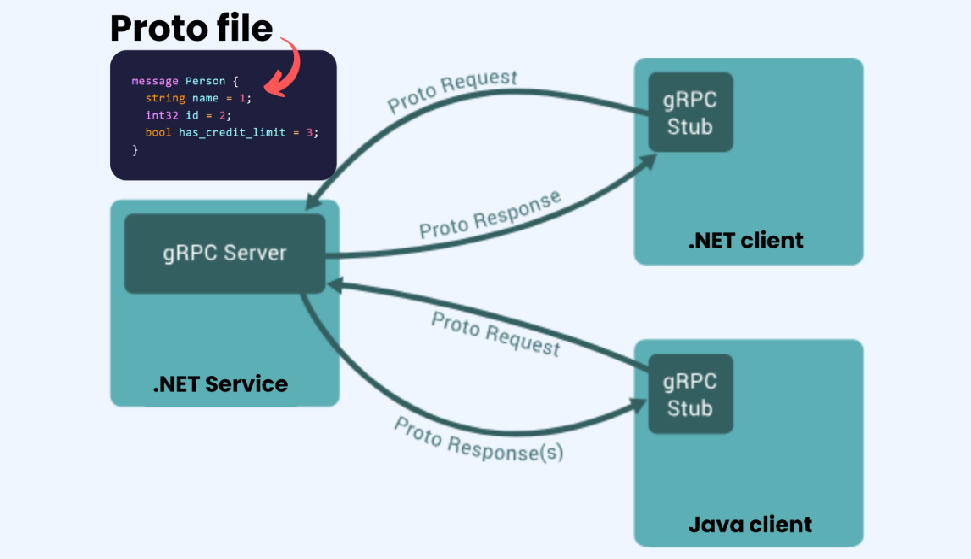 Proto file
message Person {
  string name = 1;
  int32 id = 2;
  bool has_credit_limit = 3;
}
gRPC Server
.NET Service
Proto Request
Proto Response
gRPC
Stub
.NET client
Proto Request
Proto Response(s)
gRPC
Stub
Java client